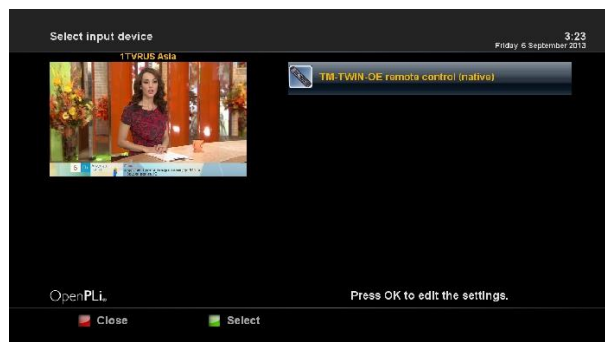 Select input device
3:23
Friday 6 September 2013
1TVRUS Asia
TM-TWIN-OE remote control (native)
6
OpenPLi.
Press OK to edit the settings.
Close
Select